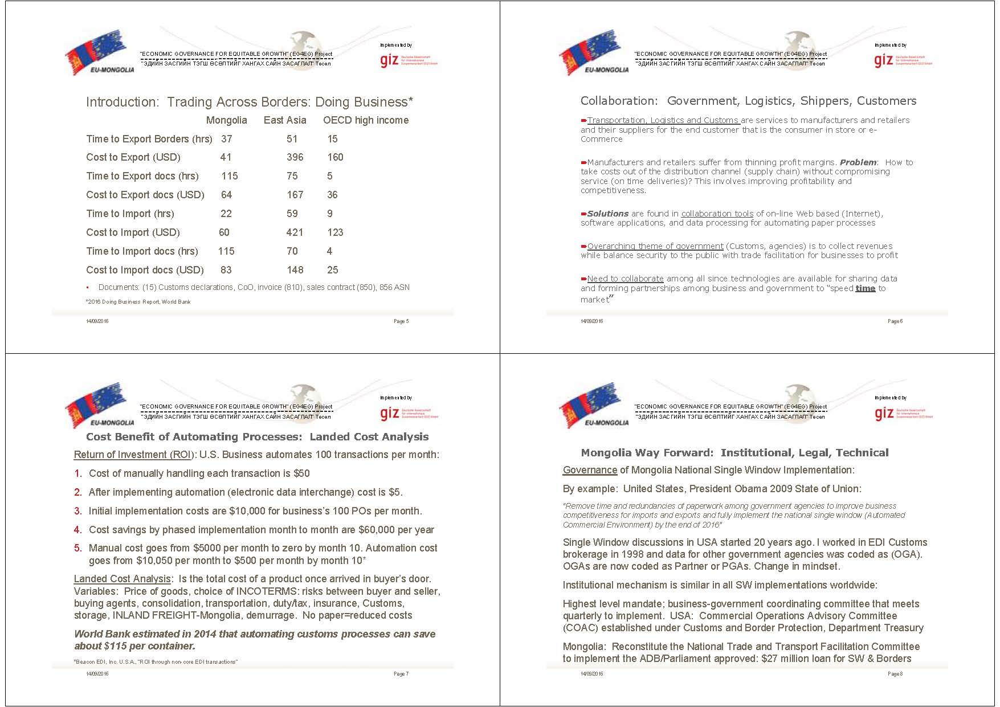 "ECONOMIC GOVERNANCE FOR EQUITABLE GROWTH" (EG4EG) Project
"ЭДИЙН ЗАСГИЙН ТЭГШ ӨСӨЛТИЙГ ХАНГАХ САЙН ЗАСАГЛАЛ" Төсөл
EU-MONGOLIA
Implemented by
giz Deutsche Gesellschaft
für Internationale
Zusammenarbeit (GIZ) GmbH
Introduction: Trading Across Borders: Doing Business*
Mongolia East Asia OECD high income
Time to Export Borders (hrs) 37 51 15
Cost to Export (USD) 41 396 160
Time to Export docs (hrs) 115 75 5
Cost to Export docs (USD) 64 167 36
Time to Import (hrs) 22 59 9
Cost to Import (USD) 60 421 123
Time to Import docs (hrs) 115 70 4
Cost to Import docs (USD) 83 148 25
• Documents: (15) Customs declarations, CoO, invoice (810), sales contract (850), 856 ASN
*2016 Doing Business Report, World Bank
14/09/2016 Page 5
"ECONOMIC GOVERNANCE FOR EQUITABLE GROWTH" (EG4EG) Project
"ЭДИЙН ЗАСГИЙН ТЭГШ ӨСӨЛТИЙГ ХАНГАХ САЙН ЗАСАГЛАЛ" Төсөл
EU-MONGOLIA
Implemented by
giz Deutsche Gesellschaft
für Internationale
Zusammenarbeit (GIZ) GmbH
Collaboration: Government, Logistics, Shippers, Customers
Transportation, Logistics and Customs are services to manufacturers and retailers
and their suppliers for the end customer that is the consumer in store or e-
Commerce
Manufacturers and retailers suffer from thinning profit margins. Problem: How to
take costs out of the distribution channel (supply chain) without compromising
service (on time deliveries)? This involves improving profitability and
competitiveness.
Solutions are found in collaboration tools of on-line Web based (Internet),
software applications, and data processing for automating paper processes
Overarching theme of government (Customs, agencies) is to collect revenues
while balance security to the public with trade facilitation for businesses to profit
Need to collaborate among all since technologies are available for sharing data
and forming partnerships among business and government to "speed time to
market"
14/09/2016 Page 6
"ECONOMIC GOVERNANCE FOR EQUITABLE GROWTH" (EG4EG) Project
"ЭДИЙН ЗАСГИЙН ТЭГШ ӨСӨЛТИЙГ ХАНГАХ САЙН ЗАСАГЛАЛ" Төсөл
EU-MONGOLIA
Implemented by
giz Deutsche Gesellschaft
für Internationale
Zusammenarbeit (GIZ) GmbH
Cost Benefit of Automating Processes: Landed Cost Analysis
Return of Investment (ROI): U.S. Business automates 100 transactions per month:
1. Cost of manually handling each transaction is $50
2. After implementing automation (electronic data interchange) cost is $5.
3. Initial implementation costs are $10,000 for business's 100 POs per month.
4. Cost savings by phased implementation month to month are $60,000 per year
5. Manual cost goes from $5000 per month to zero by month 10. Automation cost
goes from $10,050 per month to $500 per month by month 10*
Landed Cost Analysis: Is the total cost of a product once arrived in buyer's door.
Variables: Price of goods, choice of INCOTERMS: risks between buyer and seller,
buying agents, consolidation, transportation, duty/tax, insurance, Customs,
storage, INLAND FREIGHT-Mongolia, demurrage. No paper=reduced costs
World Bank estimated in 2014 that automating customs processes can save
about $115 per container.
*Beacon EDI, Inc. U.S.A., "ROI through non-core EDI transactions"
14/09/2016 Page 7
"ECONOMIC GOVERNANCE FOR EQUITABLE GROWTH" (EG4EG) Project
"ЭДИЙН ЗАСГИЙН ТЭГШ ӨСӨЛТИЙГ ХАНГАХ САЙН ЗАСАГЛАЛ" Төсөл
EU-MONGOLIA
Implemented by
giz Deutsche Gesellschaft
für Internationale
Zusammenarbeit (GIZ) GmbH
Mongolia Way Forward: Institutional, Legal, Technical
Governance of Mongolia National Single Window Implementation:
By example: United States, President Obama 2009 State of Union:
"Remove time and redundancies of paperwork among government agencies to improve business
competitiveness for imports and exports and fully implement the national single window (Automated
Commercial Environment) by the end of 2016"
Single Window discussions in USA started 20 years ago. I worked in EDI Customs
brokerage in 1998 and data for other government agencies was coded as (OGA).
OGAs are now coded as Partner or PGAs. Change in mindset.
Institutional mechanism is similar in all SW implementations worldwide:
Highest level mandate; business-government coordinating committee that meets
quarterly to implement. USA: Commercial Operations Advisory Committee
(COAC) established under Customs and Border Protection, Department Treasury
Mongolia: Reconstitute the National Trade and Transport Facilitation Committee
to implement the ADB/Parliament approved: $27 million loan for SW & Borders
14/09/2016 Page 8